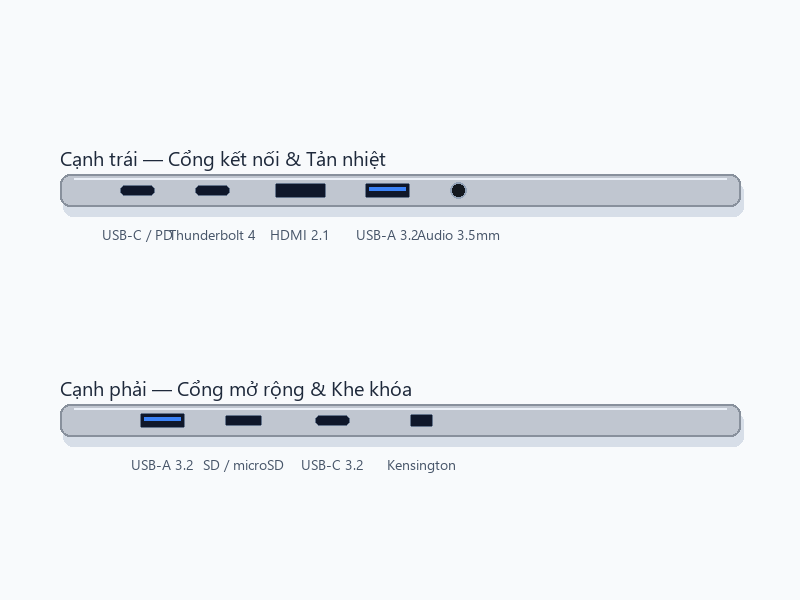 Cạnh trái — Cổng kết nối & Tản nhiệt
USB-C / PD Thunderbolt 4 HDMI 2.1 USB-A 3.2 Audio 3.5mm
Cạnh phải — Cổng mở rộng & Khe khóa
USB-A 3.2 SD / microSD USB-C 3.2 Kensington